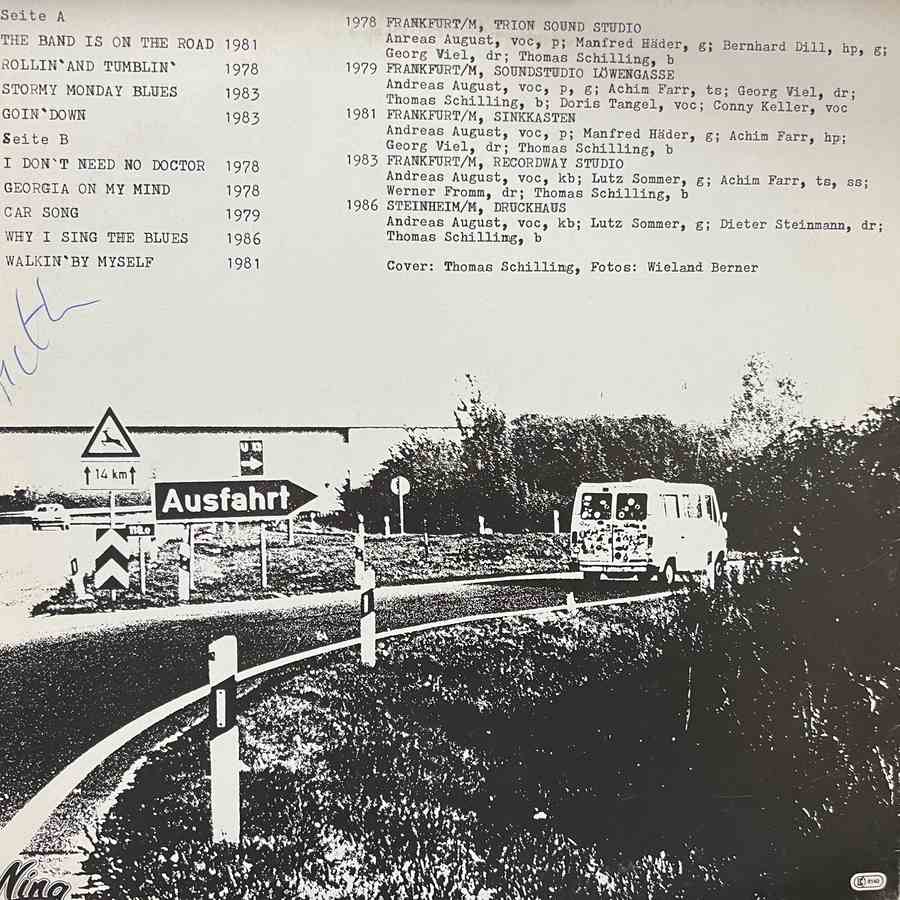 Seite A
THE BAND IS ON THE ROAD 1981
ROLLIN`AND TUMBLIN` 1978
STORMY MONDAY BLUES 1983
GOIN`DOWN 1983
Seite B
I DON`T NEED NO DOCTOR 1978
GEORGIA ON MY MIND 1978
CAR SONG 1979
WHY I SING THE BLUES 1986
WALKIN`BY MYSELF 1981
1978 FRANKFURT/M, TRION SOUND STUDIO
Anreas August, voc, p; Manfred Häder, g; Bernhard Dill, hp, g;
Georg Viel, dr; Thomas Schilling, b
1979 FRANKFURT/M, SOUNDSTUDIO LÖWENGASSE
Andreas August, voc, p, g; Achim Farr, ts; Georg Viel, dr;
Thomas Schilling, b; Doris Tangel, voc; Conny Keller, voc
1981 FRANKFURT/M, SINKKASTEN
Andreas August, voc, p; Manfred Häder, g; Achim Farr, hp;
Georg Viel, dr; Thomas Schilling, b
1983 FRANKFURT/M, RECORDWAY STUDIO
Andreas August, voc, kb; Lutz Sommer, g; Achim Farr, ts, ss;
Werner Fromm, dr; Thomas Schilling, b
1986 STEINHEIM/M, DRUCKHAUS
Andreas August, voc, kb; Lutz Sommer, g; Dieter Steinmann, dr;
Thomas Schilling, b
Cover: Thomas Schilling, Fotos: Wieland Berner
14 km
Ausfahrt
Ning